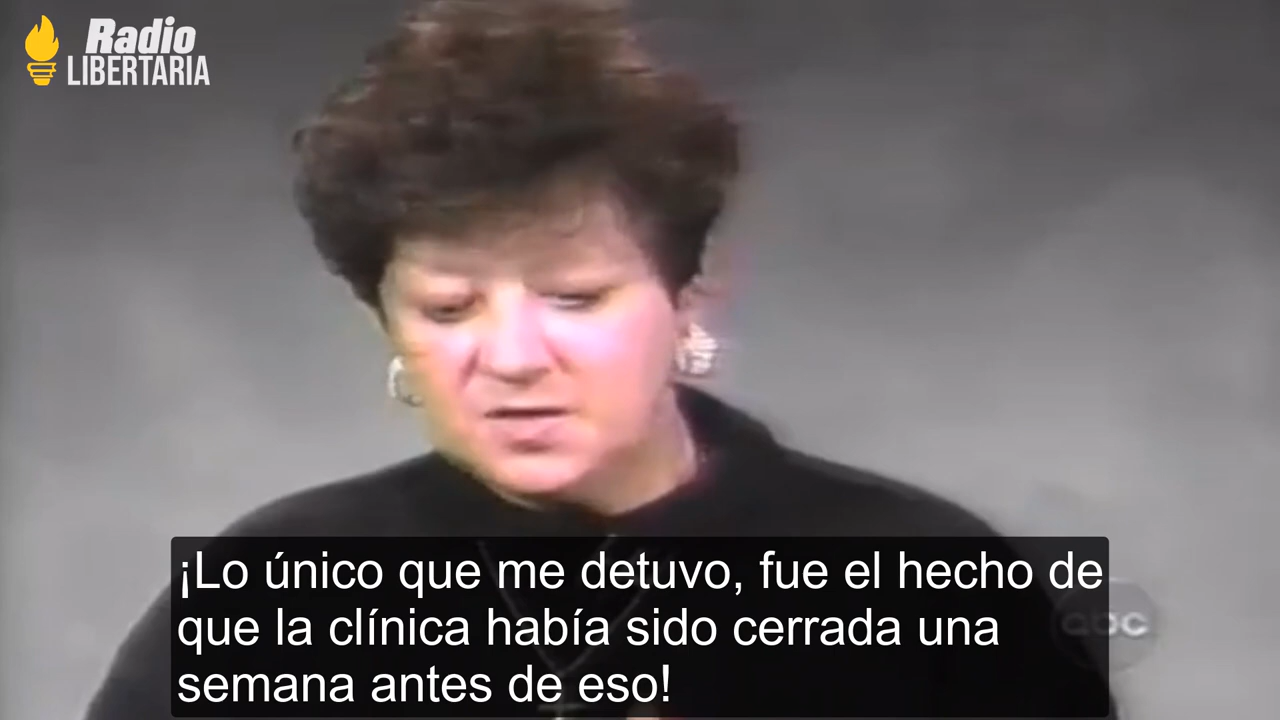 Radio
LIBERTARIA
¡Lo único que me detuvo, fue el hecho de
que la clínica había sido cerrada una
semana antes de eso!
abc